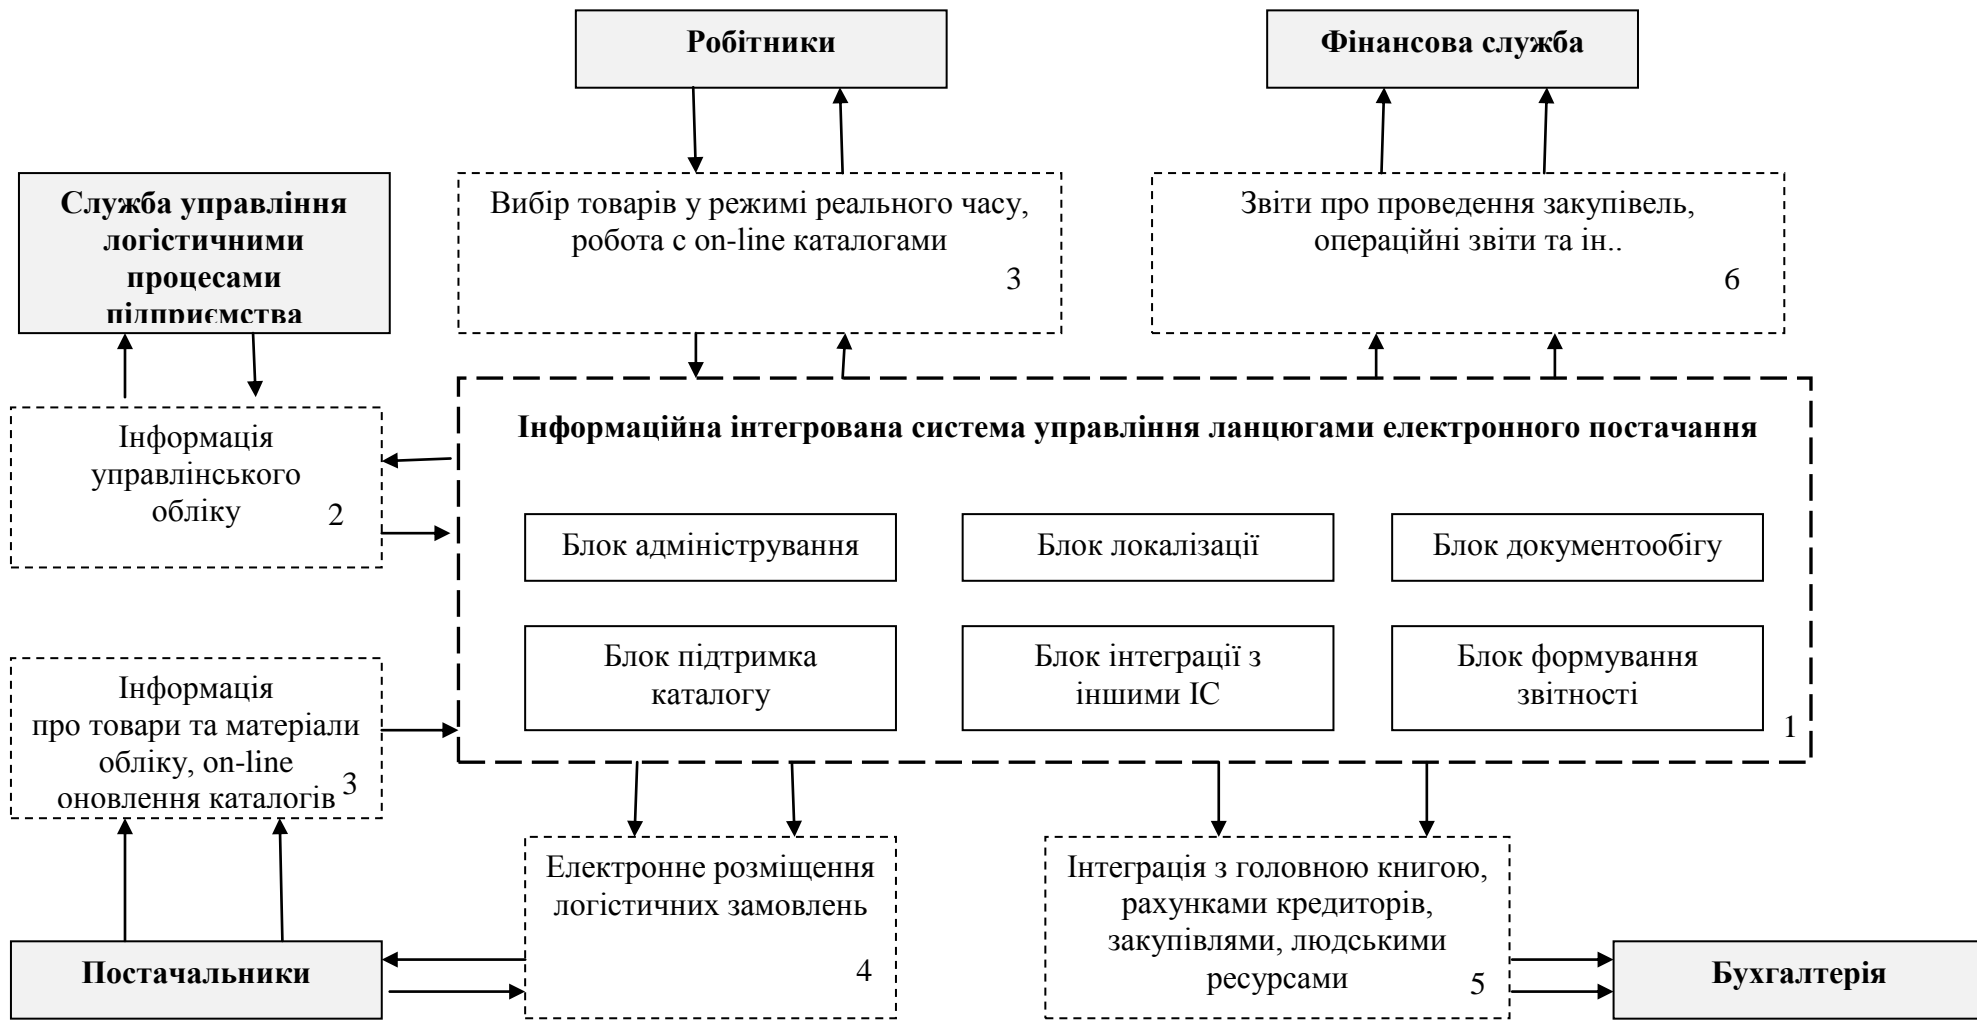 Робітники
Фінансова служба
Служба управління
логістичними
процесами
підприємства
Вибір товарів у режимі реального часу,
робота с on-line каталогами
3
Звіти про проведення закупівель,
операційні звіти та ін..
6
Інформація
управлінського
обліку
2
Інформаційна інтегрована система управління ланцюгами електронного постачання
Блок адміністрування
Блок локалізації
Блок документообігу
Блок підтримка
каталогу
Блок інтеграції з
іншими ІС
Блок формування
звітності
1
Інформація
про товари та матеріали
обліку, on-line
оновлення каталогів
3
Електронне розміщення
логістичних замовлень
4
Інтеграція з головною книгою,
рахунками кредиторів,
закупівлями, людськими
ресурсами
5
Постачальники
Бухгалтерія